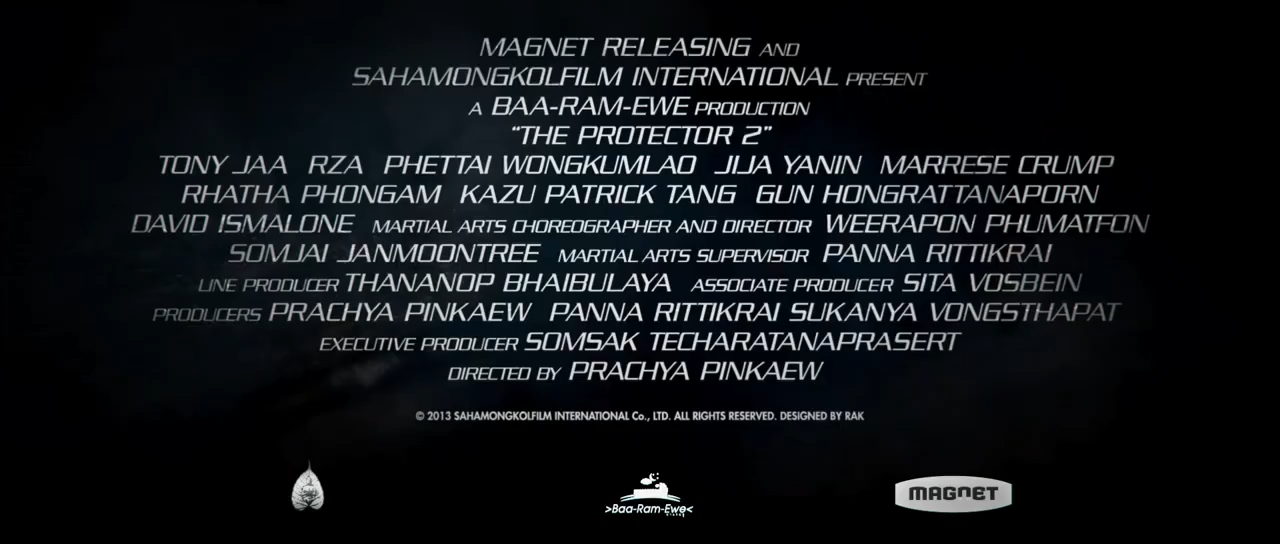 MAGNET RELEASING AND
SAHAMONGKOLFILM INTERNATIONAL PRESENT
A BAA-RAM-EWE PRODUCTION
"THE PROTECTOR 2"
TONY JAA RZA PHETTAI WONGKUMLAO JIJA YANIN MARRESE CRUMP
RHATHA PHONGAM KAZU PATRICK TANG GUN HONGRATTANAPORN
DAVID ISMALONE MARTIAL ARTS CHOREOGRAPHER AND DIRECTOR WEERAPON PHUMATFON
SOMJAI JANMOONTREE MARTIAL ARTS SUPERVISOR PANNA RITTIKRAI
LINE PRODUCER THANANOP BHAIBULAYA ASSOCIATE PRODUCER SITA VOSBEIN
PRODUCERS PRACHYA PINKAEW PANNA RITTIKRAI SUKANYA VONGSTHAPAT
EXECUTIVE PRODUCER SOMSAK TECHARATANAPRASERT
DIRECTED BY PRACHYA PINKAEW
© 2013 SAHAMONGKOLFILM INTERNATIONAL Co., LTD. ALL RIGHTS RESERVED. DESIGNED BY RAK
>Baa-Ram-Ewe<
MAGNET